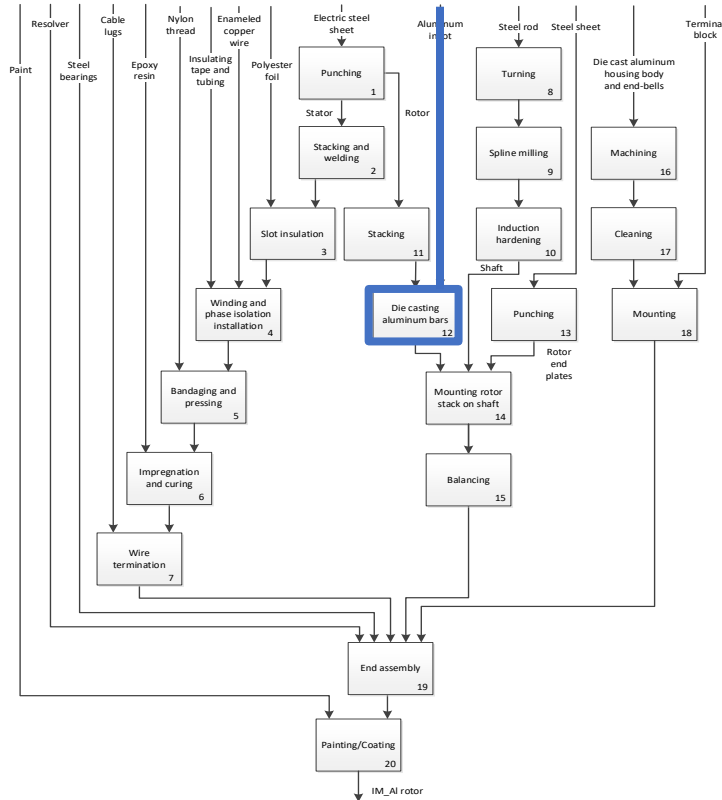 Resolver
Cable
lugs
Nylon
thread
Enameled
copper
wire
Electric steel
sheet
Steel rod
Steel sheet
Paint
Steel
bearings
Epoxy
resin
Insulating
tape and
tubing
Polyester
foil
Die cast aluminum
housing body
and end-bells
block
Punching
1
Turning
8
Stator
Rotor
Stacking and
welding
2
Spline milling
9
Machining
16
Slot insulation
3
Stacking
11
Induction
hardening
10
Cleaning
17
Shaft
Winding and
phase isolation
installation
4
Die casting
aluminum bars
12
Punching
13
Mounting
18
Rotor
end
plates
Bandaging and
pressing
5
Mounting rotor
stack on shaft
14
Impregnation
and curing
6
Balancing
15
Wire
termination
7
End assembly
19
Painting/Coating
20
IM_Al rotor